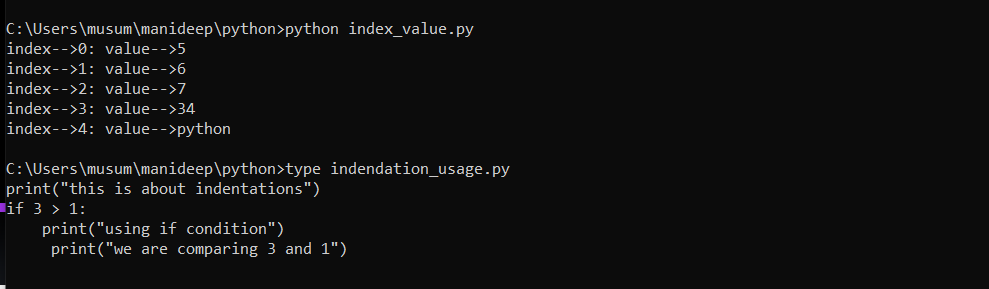 C:\Users\musum\manideep\python>python index_value.py
index-->0: value-->5
index-->1: value-->6
index-->2: value-->7
index-->3: value-->34
index-->4: value-->python
C:\Users\musum\manideep\python>type indendation_usage.py
print("this is about indentations")
if 3 > 1:
    print("using if condition")
     print("we are comparing 3 and 1")